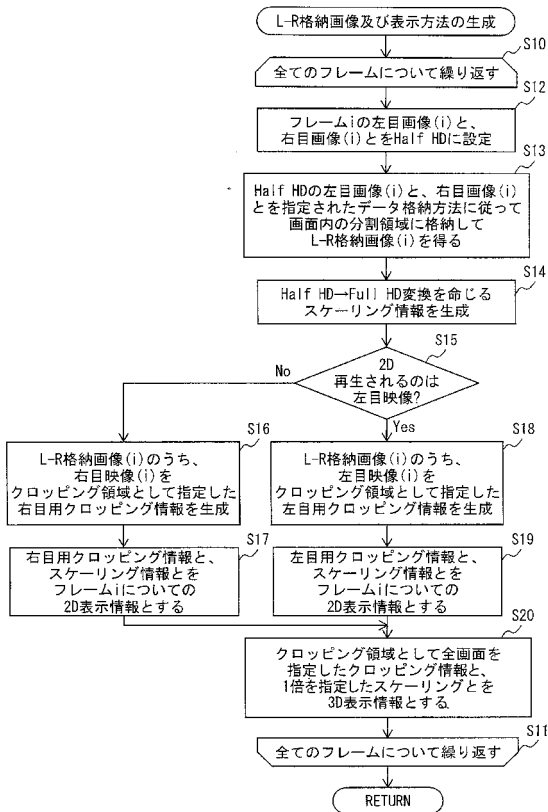 L-R格納画像及び表示方法の生成
S10
全てのフレームについて繰り返す
S12
フレームiの左目画像(i)と、
右目画像(i)とをHalf HDに設定
S13
Half HDの左目画像(i)と、右目画像(i)
とを指定されたデータ格納方法に従って
画面内の分割領域に格納して
L-R格納画像(i)を得る
S14
Half HD→Full HD変換を命じる
スケーリング情報を生成
S15
2D
再生されるのは
左目映像?
No
Yes
S16
L-R格納画像(i)のうち、
右目映像(i)を
クロッピング領域として指定した
右目用クロッピング情報を生成
S18
L-R格納画像(i)のうち、
左目映像(i)を
クロッピング領域として指定した
左目用クロッピング情報を生成
S17
右目用クロッピング情報と、
スケーリング情報とを
フレームiについての
2D表示情報とする
S19
左目用クロッピング情報と、
スケーリング情報とを
フレームiについての
2D表示情報とする
S20
クロッピング領域として全画面を
指定したクロッピング情報と、
1倍を指定したスケーリングとを
3D表示情報とする
S11
全てのフレームについて繰り返す
RETURN